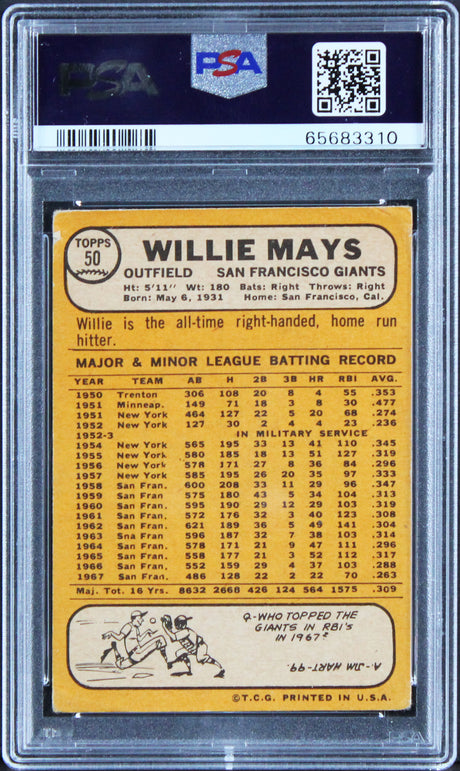 PSA
PSA
65683310
TOPPS
50
WILLIE MAYS
OUTFIELD SAN FRANCISCO GIANTS
Ht: 5'11" Wt: 180 Bats: Right Throws: Right
Born: May 6, 1931 Home: San Francisco, Cal.
Willie is the all-time right-handed, home run
hitter.
MAJOR & MINOR LEAGUE BATTING RECORD
YEAR TEAM AB H 2B 3B HR RBI AVG.
1950 Trenton 306 108 20 8 4 55 .353
1951 Minneap. 149 71 18 3 8 30 .477
1951 New York 464 127 22 5 20 68 .274
1952 New York 127 30 2 4 4 23 .236
1952-3 IN MILITARY SERVICE
1954 New York 565 195 33 13 41 110 .345
1955 New York 580 185 18 13 51 127 .319
1956 New York 578 171 27 8 36 84 .296
1957 New York 585 195 26 20 35 97 .333
1958 San Fran. 600 208 33 11 29 96 .347
1959 San Fran 575 180 43 5 34 104 .313
1960 San Fran 595 190 29 12 29 103 .319
1961 San Fran 572 176 32 3 40 123 .308
1962 San Fran 621 189 36 5 49 141 .304
1963 Sna Fran 596 187 32 7 38 103 .314
1964 San Fran 578 171 21 9 47 111 .296
1965 San Fran 558 177 21 3 52 112 .317
1966 San Fran 552 159 29 4 37 103 .288
1967 San Fran. 486 128 22 2 22 70 .263
Maj. Tot. 16 Yrs. 8632 2668 426 124 564 1575 .309
Q-WHO TOPPED THE
GIANTS IN RBI'S
IN 1967?
A-JIM HART-99.
©T.C.G. PRINTED IN U.S.A.
PSA